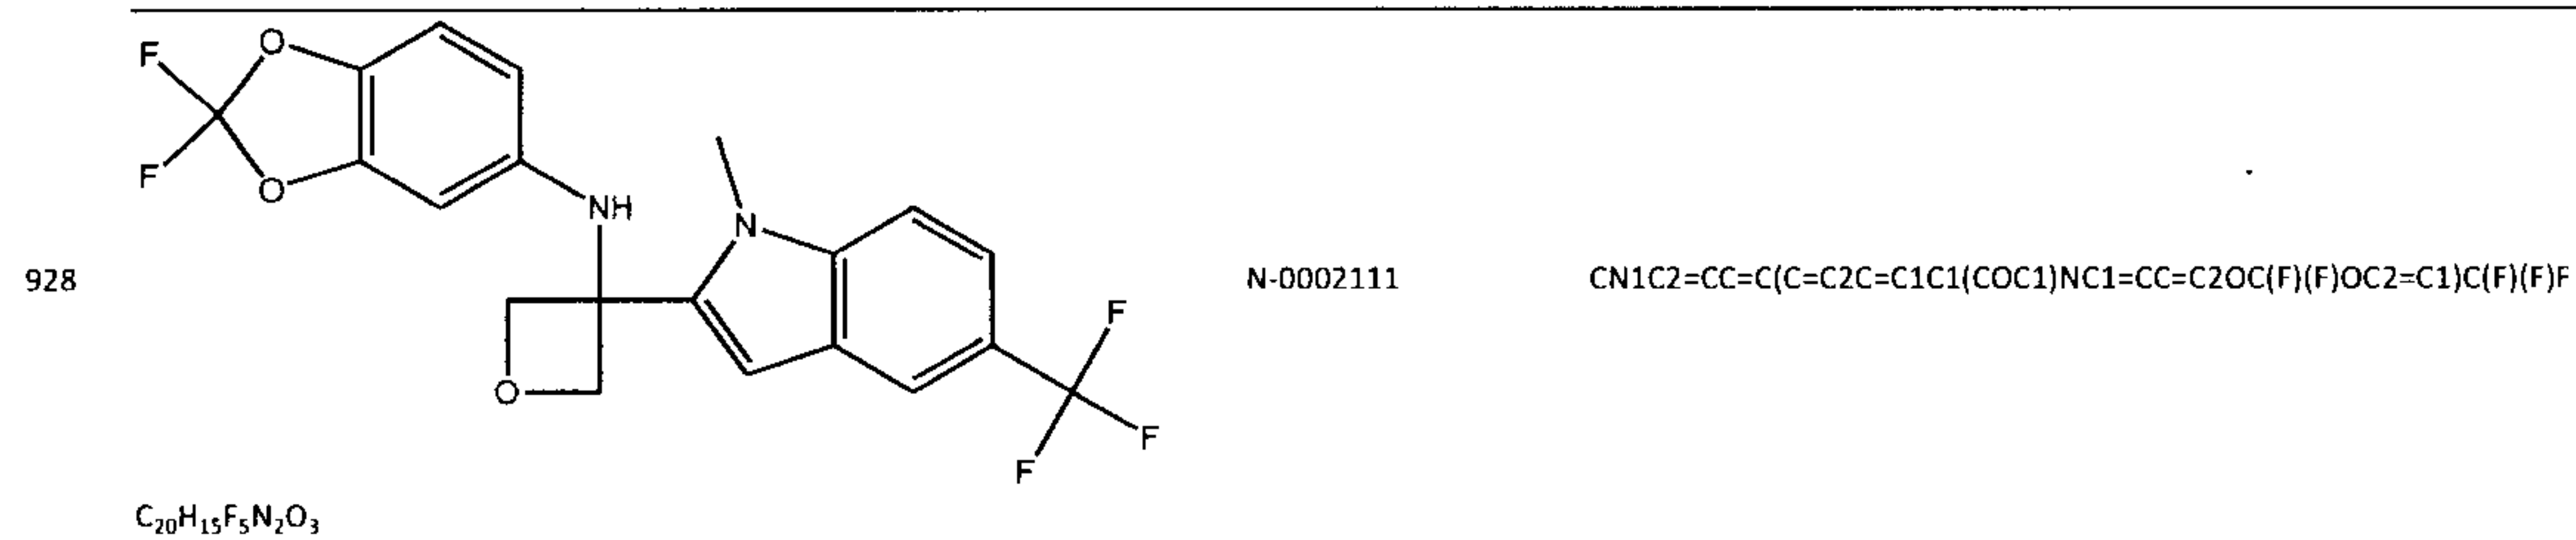 F
O
F
O
NH
N
O
F
F
F
928
N-0002111
CN1C2=CC=C(C=C2C=C1C1(COC1)NC1=CC=C2OC(F)(F)OC2=C1)C(F)(F)F
C₂₀H₁₅F₅N₂O₃